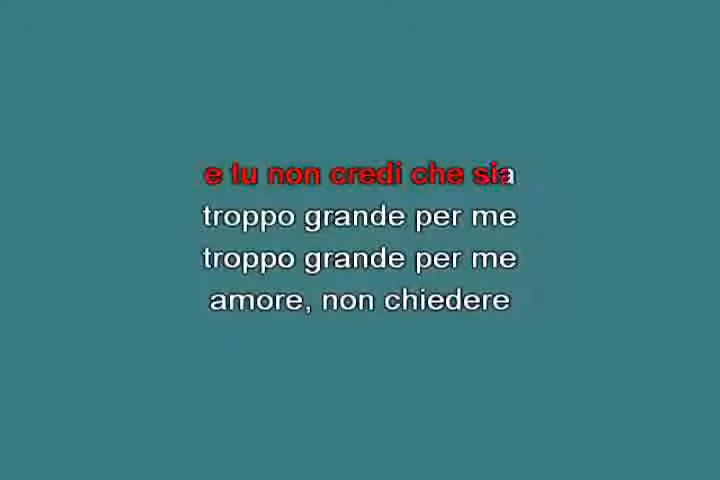 e tu non credi che sia
troppo grande per me
troppo grande per me
amore, non chiedere